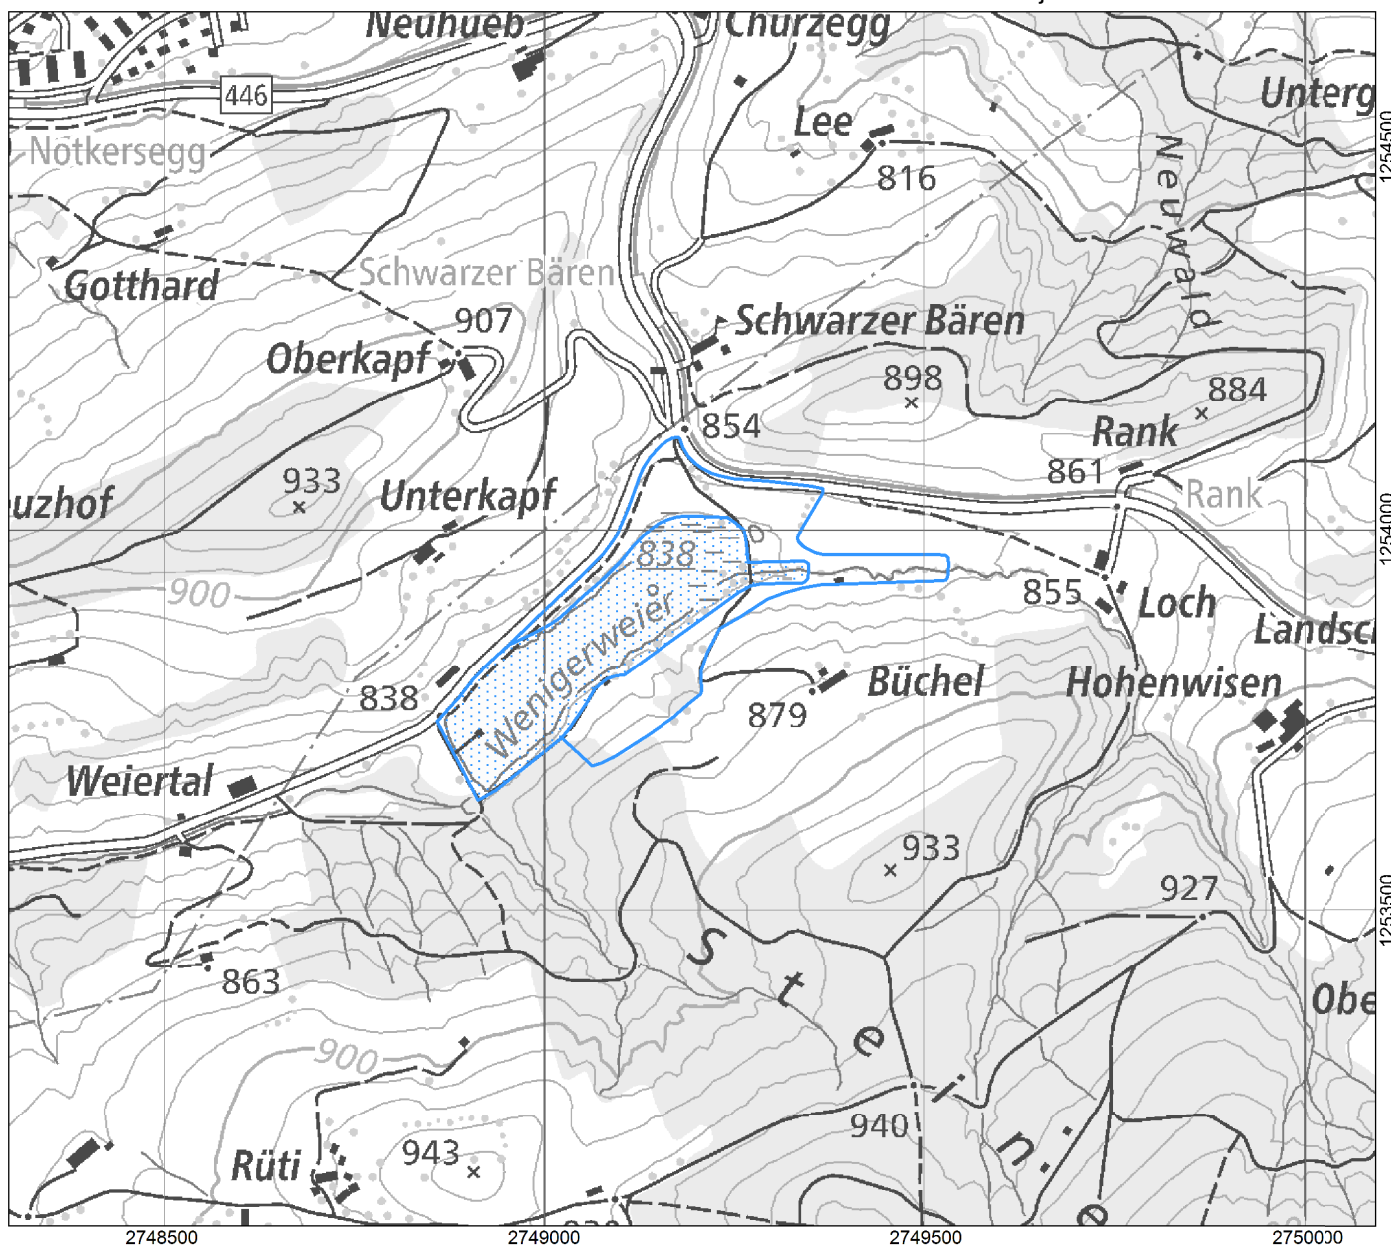 Neuhueb
Churzegg
446
Unterg
Lee
1254500
Nötkersegg
816
Neuwald
Schwarzer Bären
Gotthard
907
Schwarzer Bären
Oberkapf
898
884
854
Rank
933
861
Unterkapf
Rank
uzhof
1254000
838
900
855
Loch
Landsc
Wenigerweier
838
Büchel
Hohenwisen
879
Weiertal
933
927
1253500
863
S t e i n e
Obe
900
940
943
Rüti
2748500
2749000
2749500
2750000